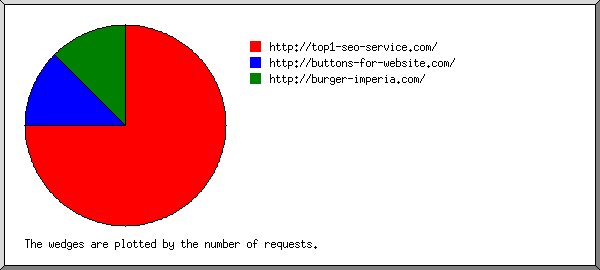 http://top1-seo-service.com/
http://buttons-for-website.com/
http://burger-imperia.com/
The wedges are plotted by the number of requests.